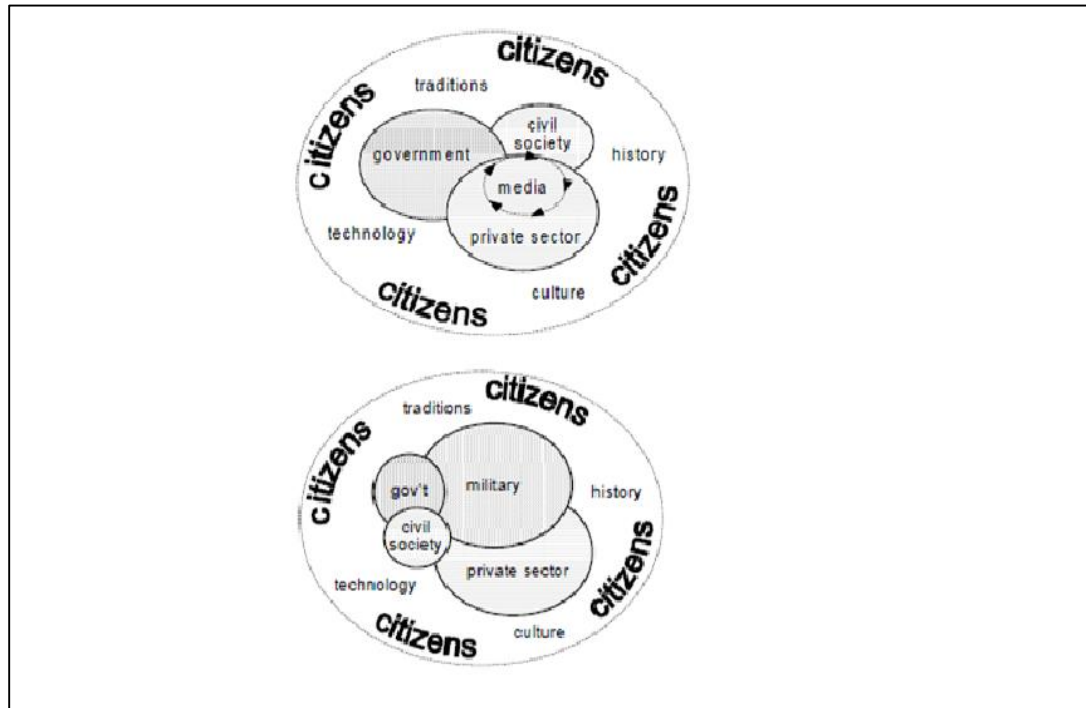 citizens
traditions
citizens
civil
society
government
history
media
technology
private sector
citizens
culture
citizens
citizens
traditions
citizens
gov't
military
history
civil
society
private sector
technology
citizens
culture
citizens